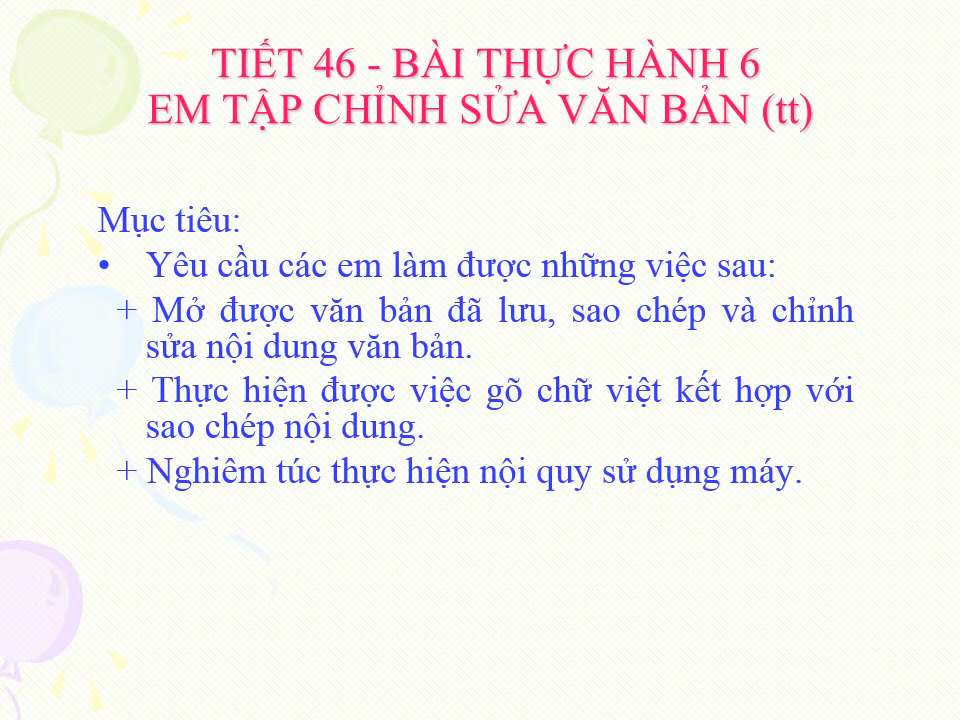 TIẾT 46 - BÀI THỰC HÀNH 6
EM TẬP CHỈNH SỬA VĂN BẢN (tt)
Mục tiêu:
• Yêu cầu các em làm được những việc sau:
+ Mở được văn bản đã lưu, sao chép và chỉnh
sửa nội dung văn bản.
+ Thực hiện được việc gõ chữ việt kết hợp với
sao chép nội dung.
+ Nghiêm túc thực hiện nội quy sử dụng máy.